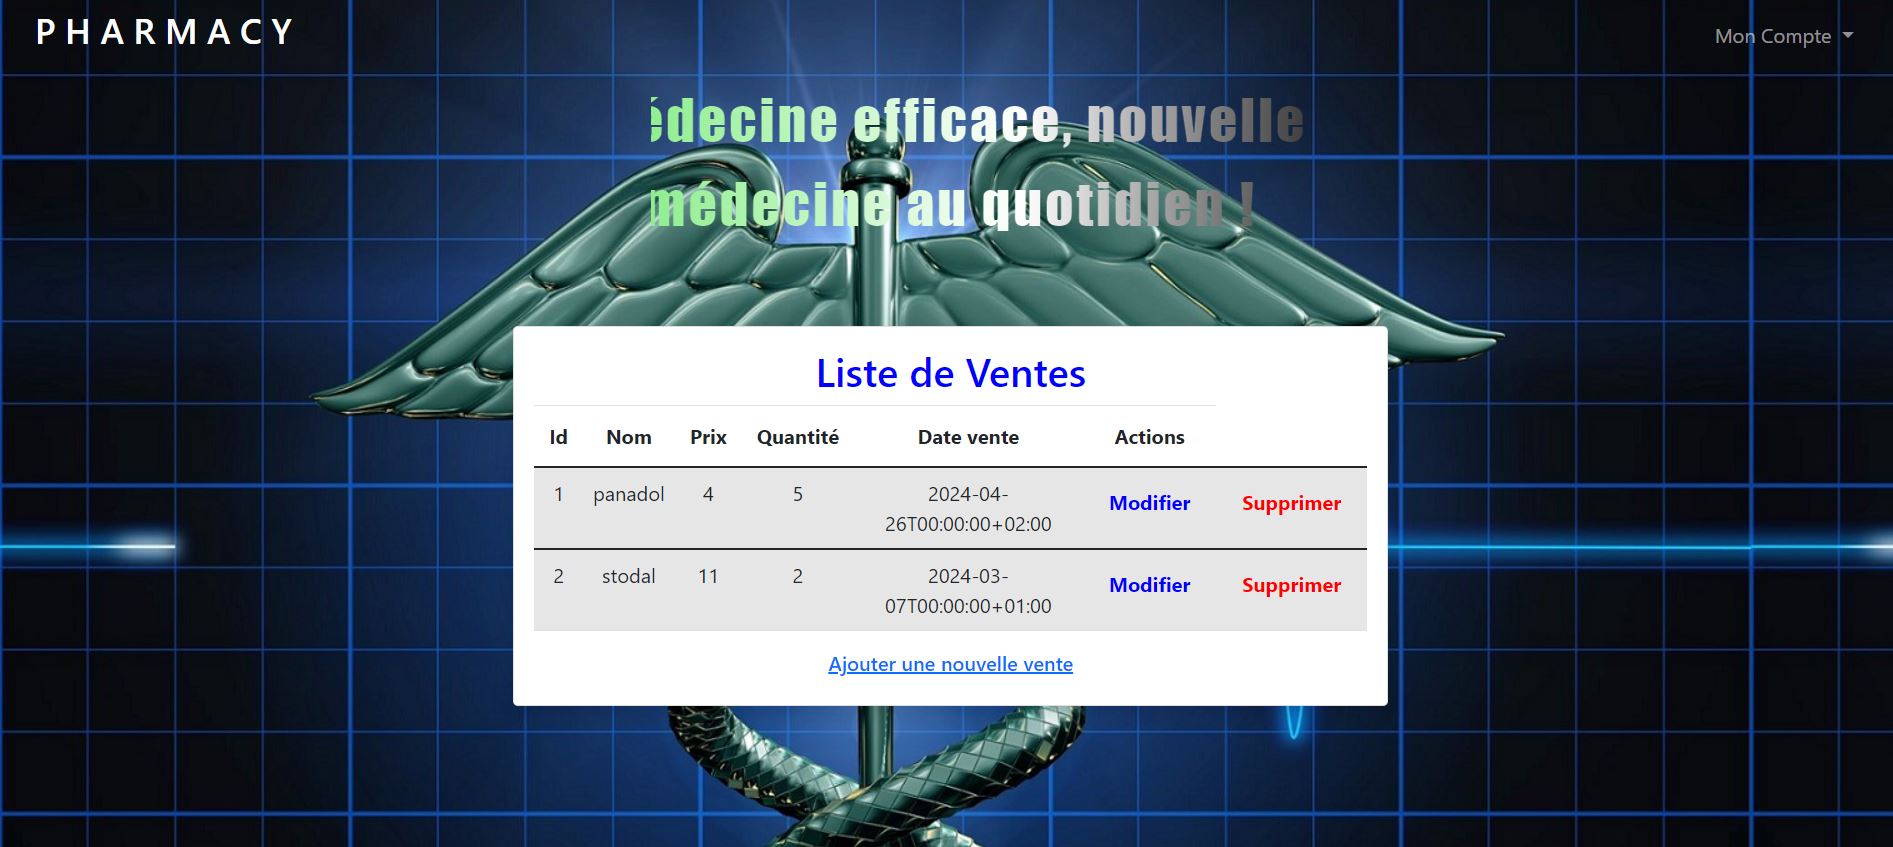 PHARMACY
Mon Compte
édecine efficace, nouvelle
médecine au quotidien !
Liste de Ventes
Id Nom Prix Quantité Date vente Actions
1 panadol 4 5 2024-04-26T00:00:00+02:00 Modifier Supprimer
2 stodal 11 2 2024-03-07T00:00:00+01:00 Modifier Supprimer
Ajouter une nouvelle vente